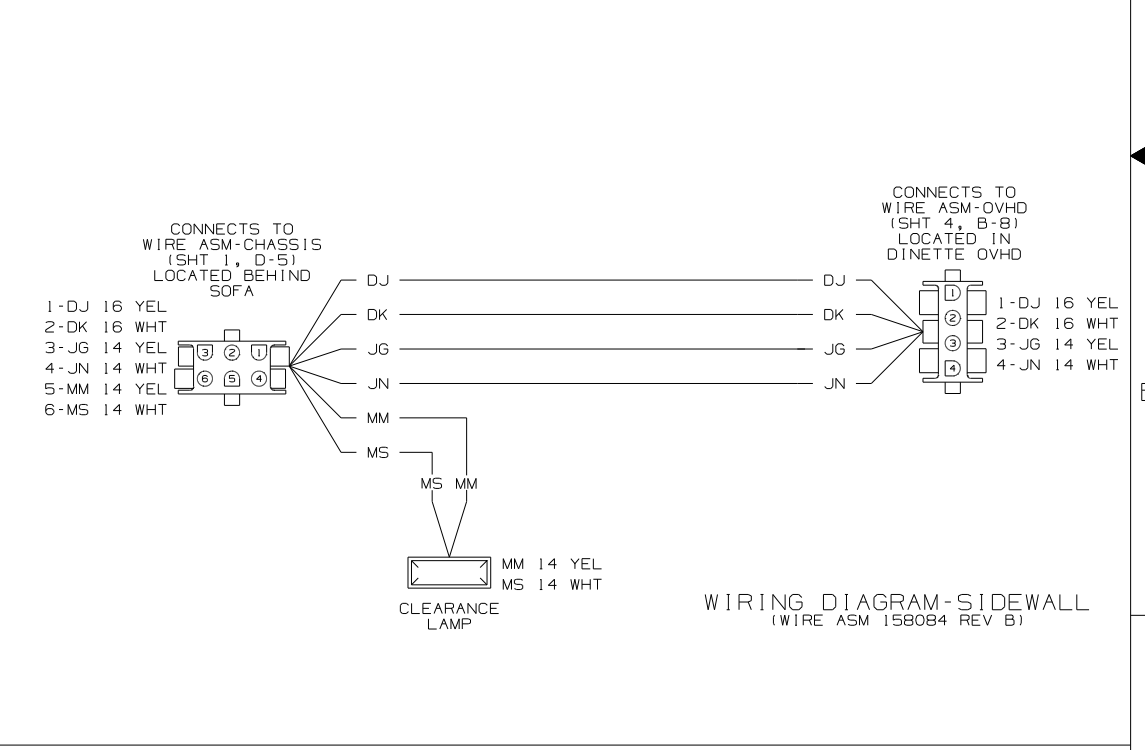 CONNECTS TO
WIRE ASM-CHASSIS
(SHT 1, D-5)
LOCATED BEHIND
SOFA
1-DJ 16 YEL
2-DK 16 WHT
3-JG 14 YEL
4-JN 14 WHT
5-MM 14 YEL
6-MS 14 WHT
3 2 1
6 5 4
DJ
DK
JG
JN
MM
MS
MS MM
MM 14 YEL
MS 14 WHT
CLEARANCE
LAMP
DJ
DK
JG
JN
CONNECTS TO
WIRE ASM-OVHD
(SHT 4, B-8)
LOCATED IN
DINETTE OVHD
1
2
3
4
1-DJ 16 YEL
2-DK 16 WHT
3-JG 14 YEL
4-JN 14 WHT
WIRING DIAGRAM-SIDEWALL
(WIRE ASM 158084 REV B)